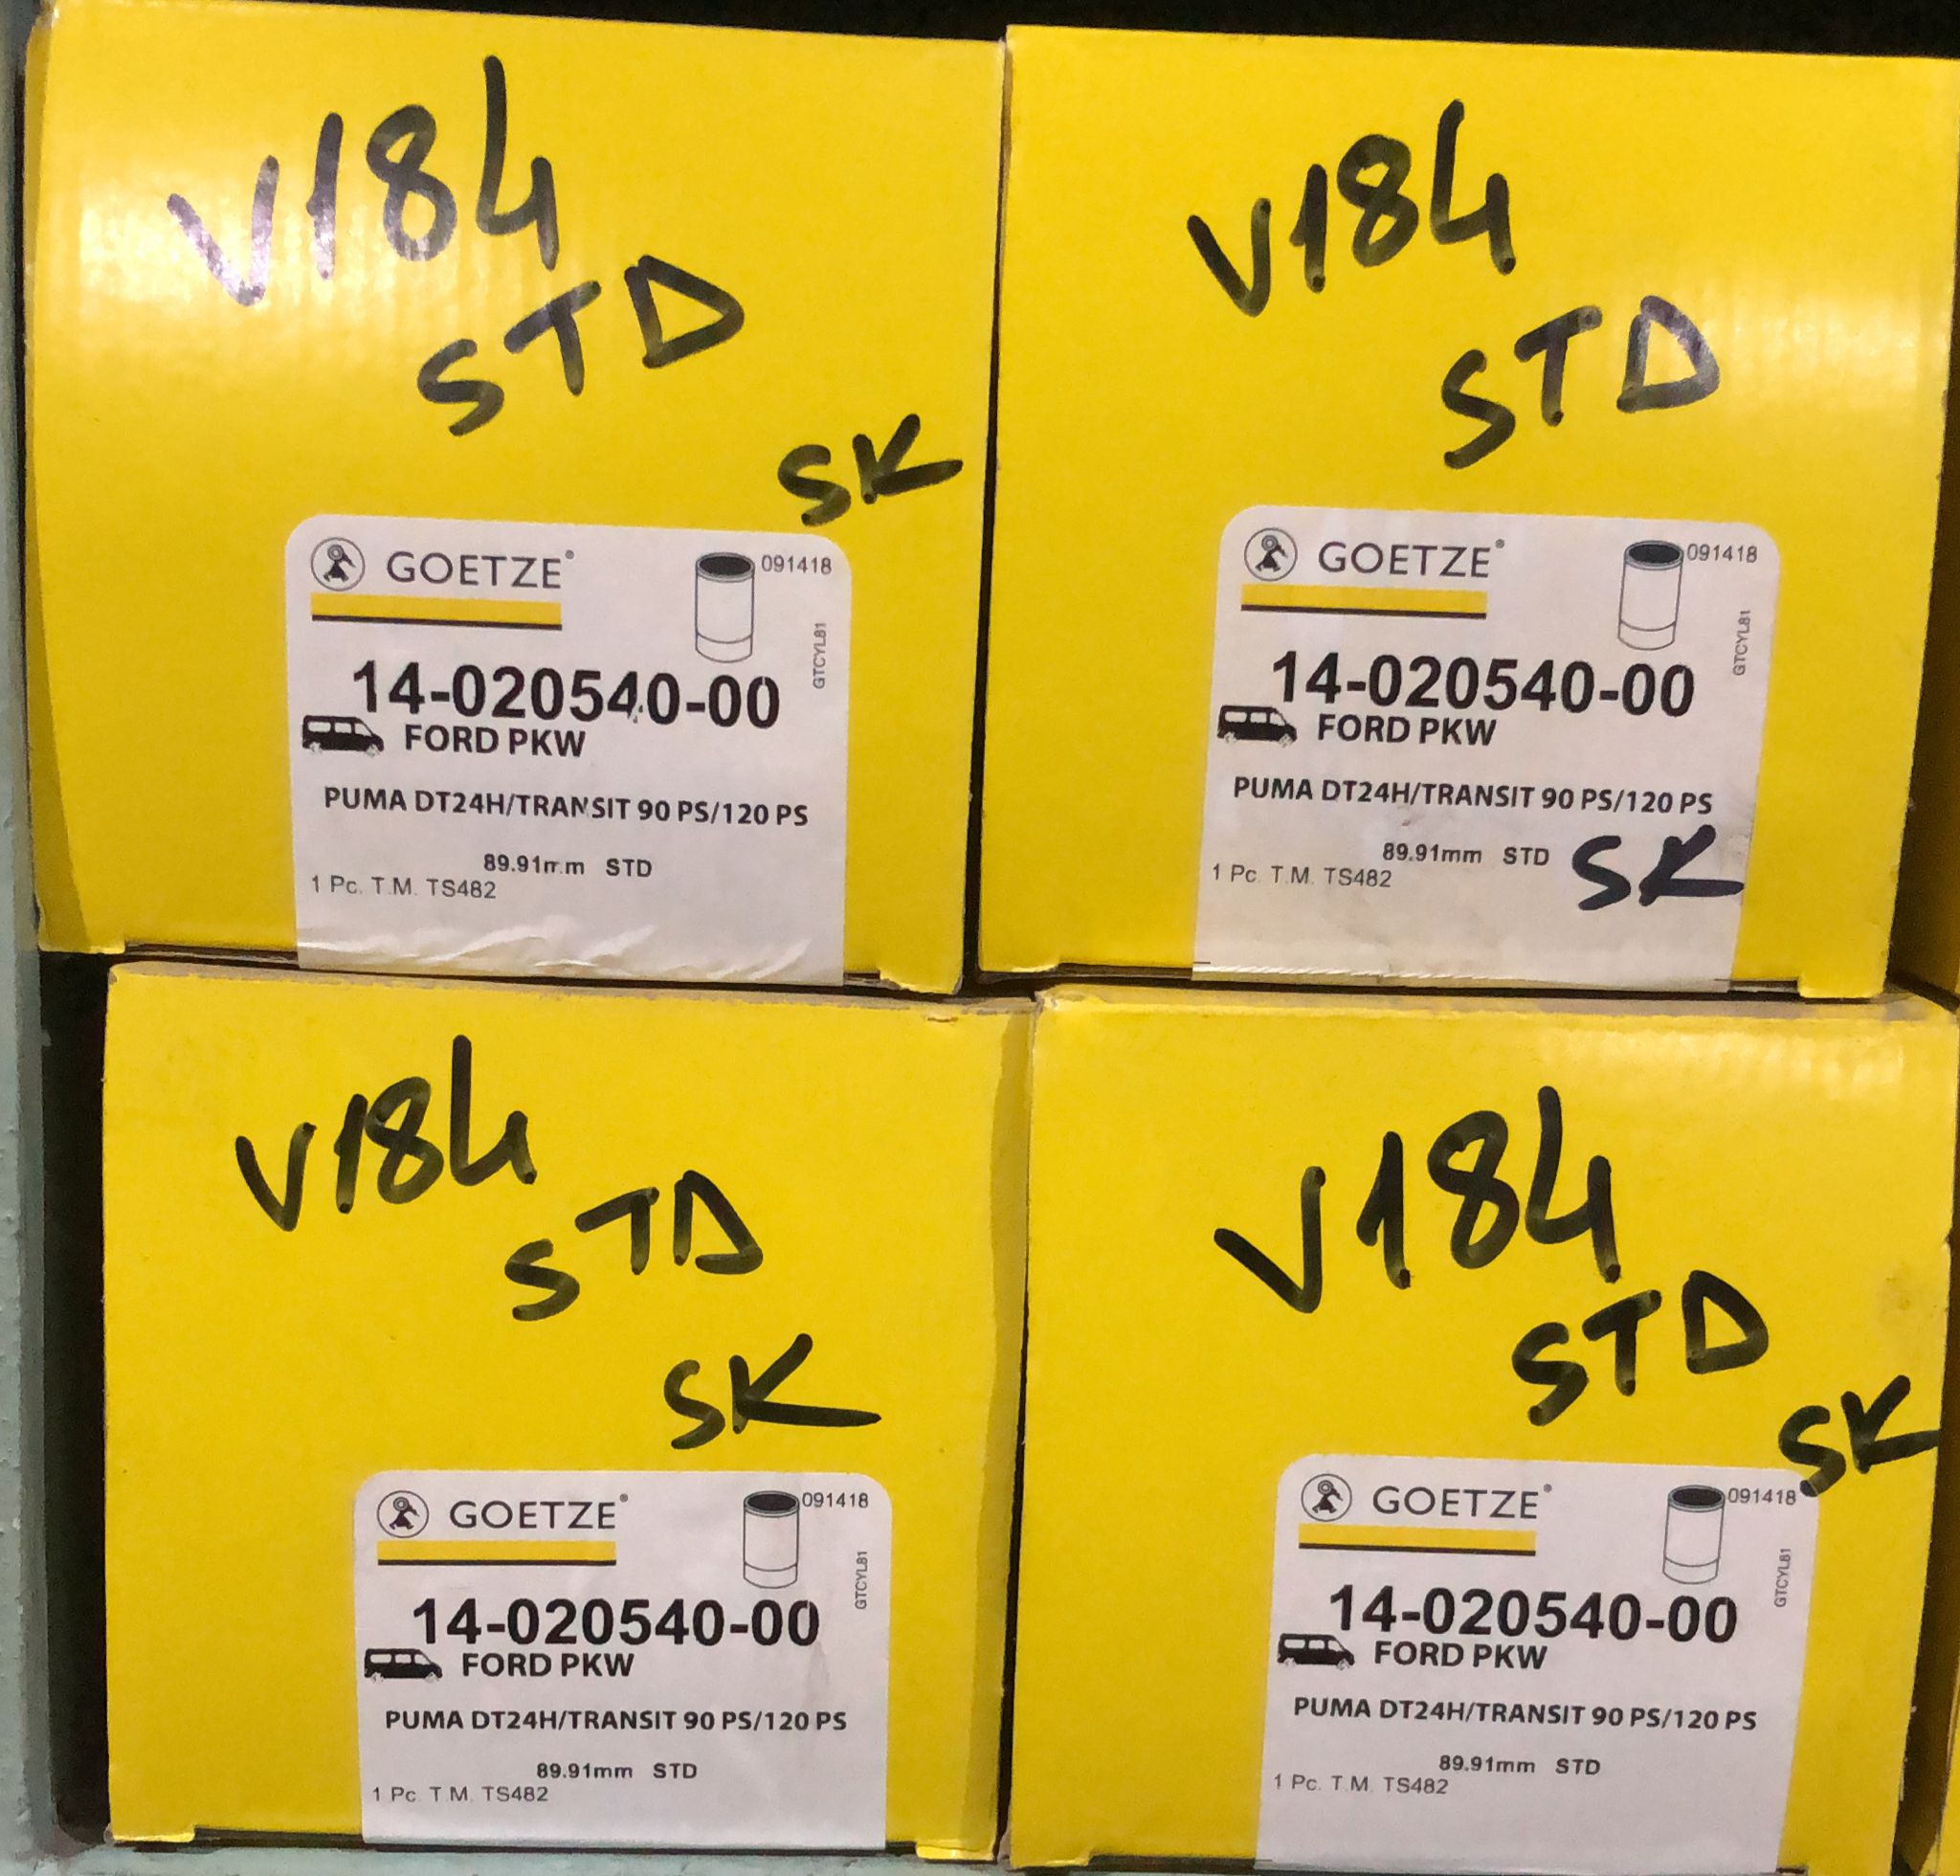 V184
STD
SK
GOETZE®
091418
GTCYL81
14-020540-00
FORD PKW
PUMA DT24H/TRANSIT 90 PS/120 PS
89.91mm STD
1 Pc. T.M. TS482
V184
STD
GOETZE®
091418
GTCYL81
14-020540-00
FORD PKW
PUMA DT24H/TRANSIT 90 PS/120 PS
89.91mm STD
SK
1 Pc. T.M. TS482
V184
STD
SK
GOETZE®
091418
GTCYL81
14-020540-00
FORD PKW
PUMA DT24H/TRANSIT 90 PS/120 PS
89.91mm STD
1 Pc. T.M. TS482
V184
STD
SK
GOETZE®
091418
GTCYL81
14-020540-00
FORD PKW
PUMA DT24H/TRANSIT 90 PS/120 PS
89.91mm STD
1 Pc. T.M. TS482